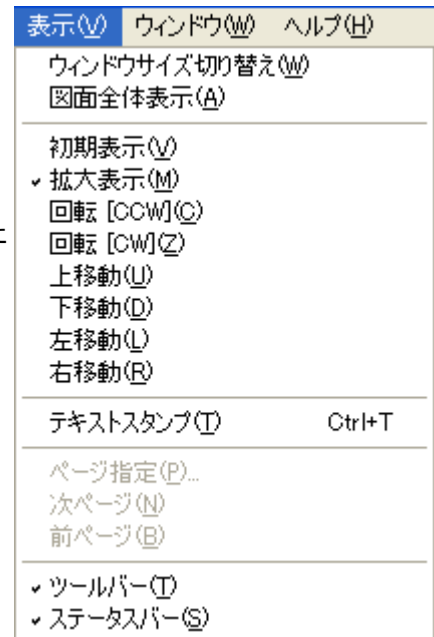 表示(V) ウィンドウ(W) ヘルプ(H)
ウィンドウサイズ切り替え(W)
図面全体表示(A)
初期表示(V)
拡大表示(M)
回転 [CCW](C)
回転 [CW](Z)
上移動(U)
下移動(D)
左移動(L)
右移動(R)
テキストスタンプ(T) Ctrl+T
ページ指定(P)...
次ページ(N)
前ページ(B)
ツールバー(T)
ステータスバー(S)